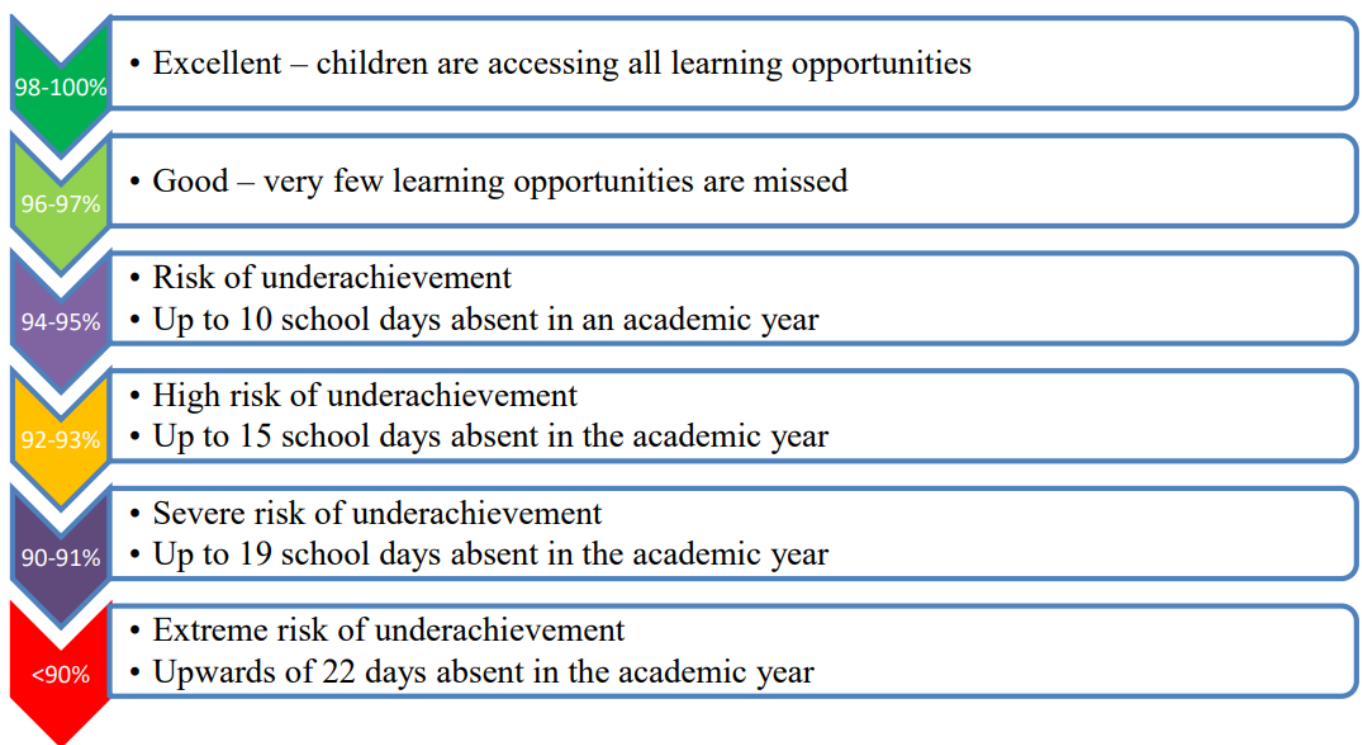 98-100%
• Excellent – children are accessing all learning opportunities
96-97%
• Good – very few learning opportunities are missed
94-95%
• Risk of underachievement
• Up to 10 school days absent in an academic year
92-93%
• High risk of underachievement
• Up to 15 school days absent in the academic year
90-91%
• Severe risk of underachievement
• Up to 19 school days absent in the academic year
<90%
• Extreme risk of underachievement
• Upwards of 22 days absent in the academic year